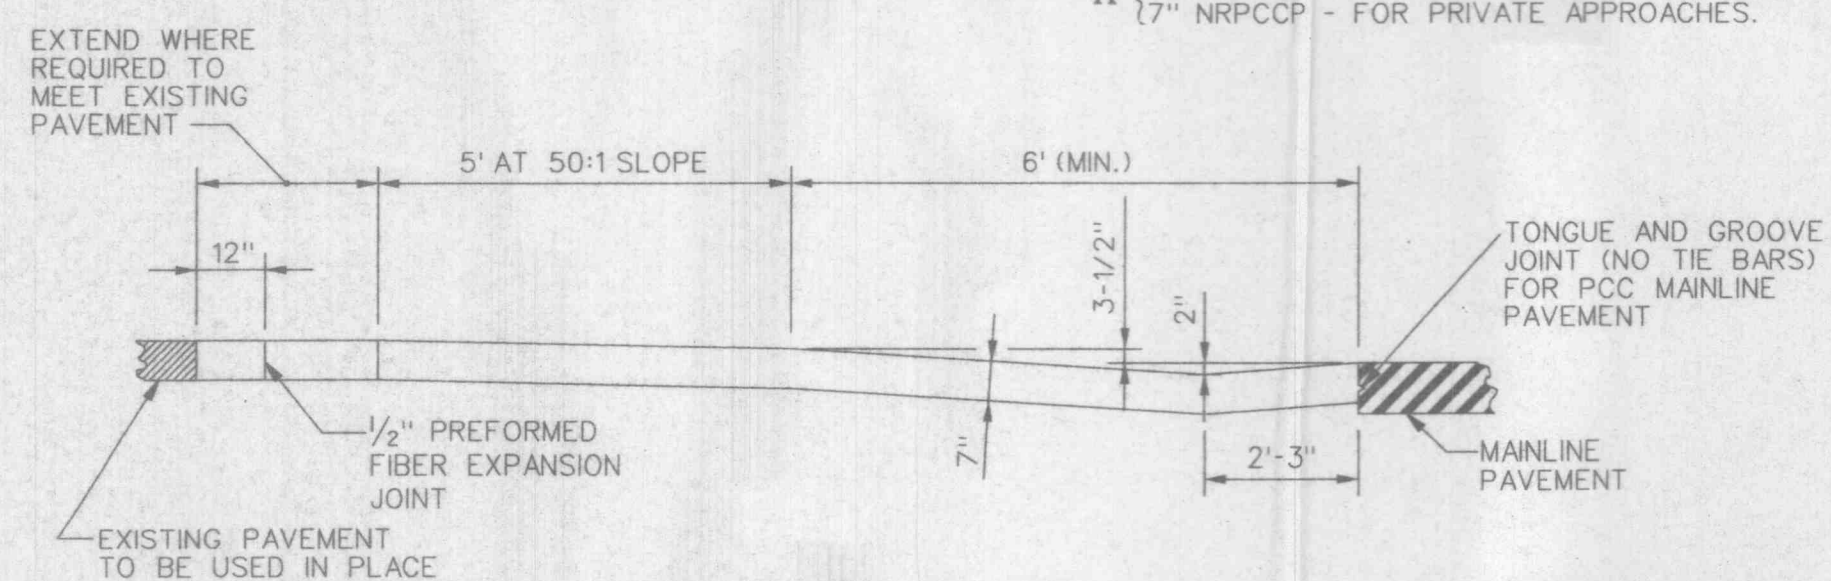 7" NRPCCP - FOR PRIVATE APPROACHES.
EXTEND WHERE
REQUIRED TO
MEET EXISTING
PAVEMENT
5' AT 50:1 SLOPE
6' (MIN.)
12"
3-1/2"
2"
TONGUE AND GROOVE
JOINT (NO TIE BARS)
FOR PCC MAINLINE
PAVEMENT
1/2" PREFORMED
FIBER EXPANSION
JOINT
7"
2'-3"
MAINLINE
PAVEMENT
EXISTING PAVEMENT
TO BE USED IN PLACE